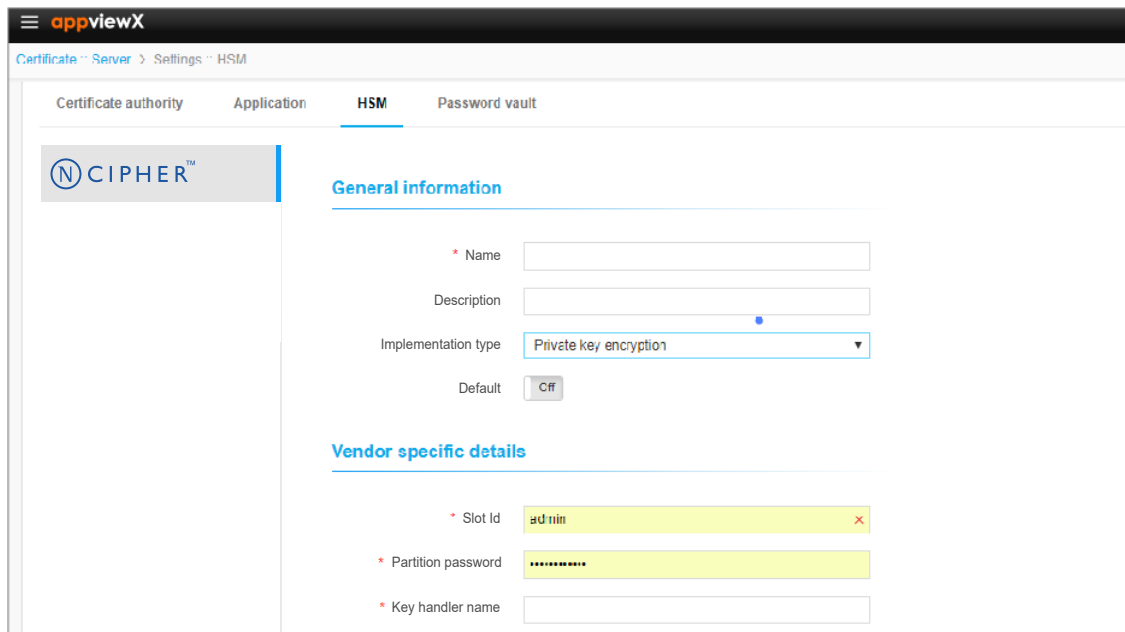 appviewX
Certificate :: Server > Settings :: HSM
Certificate authority Application HSM Password vault
NCIPHER™
General information
* Name
Description
Implementation type Private key encryption
Default Off
Vendor specific details
* Slot Id admin ×
* Partition password ••••••••••••
* Key handler name